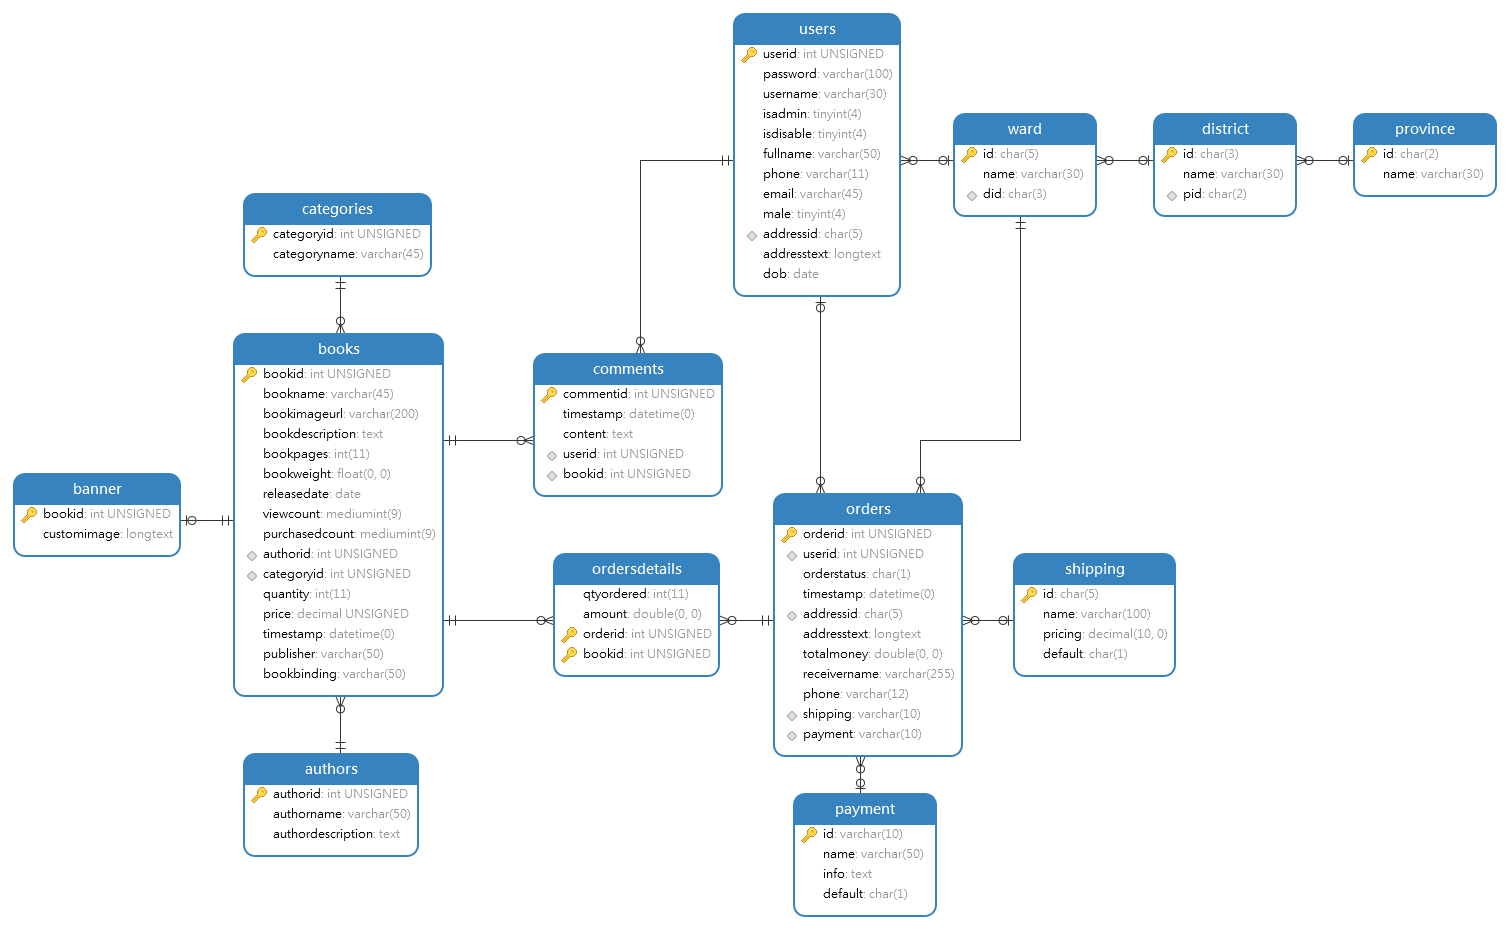 users
userid: int UNSIGNED
password: varchar(100)
username: varchar(30)
isadmin: tinyint(4)
isdisable: tinyint(4)
fullname: varchar(50)
phone: varchar(11)
email: varchar(45)
male: tinyint(4)
addressid: char(5)
addresstext: longtext
dob: date
ward
id: char(5)
name: varchar(30)
did: char(3)
district
id: char(3)
name: varchar(30)
pid: char(2)
province
id: char(2)
name: varchar(30)
categories
categoryid: int UNSIGNED
categoryname: varchar(45)
books
bookid: int UNSIGNED
bookname: varchar(45)
bookimageurl: varchar(200)
bookdescription: text
bookpages: int(11)
bookweight: float(0, 0)
releasedate: date
viewcount: mediumint(9)
purchasedcount: mediumint(9)
authorid: int UNSIGNED
categoryid: int UNSIGNED
quantity: int(11)
price: decimal UNSIGNED
timestamp: datetime(0)
publisher: varchar(50)
bookbinding: varchar(50)
comments
commentid: int UNSIGNED
timestamp: datetime(0)
content: text
userid: int UNSIGNED
bookid: int UNSIGNED
banner
bookid: int UNSIGNED
customimage: longtext
ordersdetails
qtyordered: int(11)
amount: double(0, 0)
orderid: int UNSIGNED
bookid: int UNSIGNED
orders
orderid: int UNSIGNED
userid: int UNSIGNED
orderstatus: char(1)
timestamp: datetime(0)
addressid: char(5)
addresstext: longtext
totalmoney: double(0, 0)
receivername: varchar(255)
phone: varchar(12)
shipping: varchar(10)
payment: varchar(10)
shipping
id: char(5)
name: varchar(100)
pricing: decimal(10, 0)
default: char(1)
authors
authorid: int UNSIGNED
authorname: varchar(50)
authordescription: text
payment
id: varchar(10)
name: varchar(50)
info: text
default: char(1)